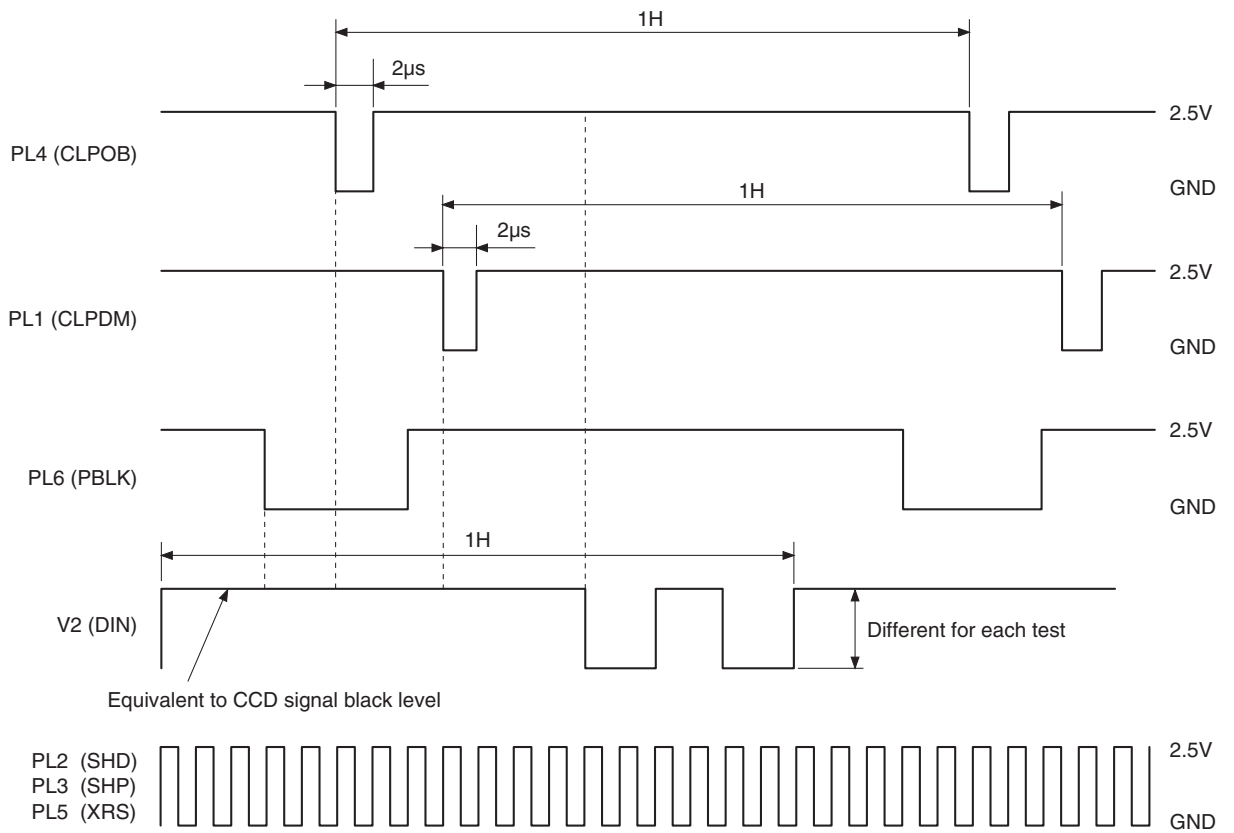 1H
2µs
2.5V
PL4 (CLPOB)
GND
1H
2µs
2.5V
PL1 (CLPDM)
GND
2.5V
PL6 (PBLK)
GND
1H
V2 (DIN)
Different for each test
Equivalent to CCD signal black level
2.5V
PL2 (SHD)
PL3 (SHP)
PL5 (XRS)
GND